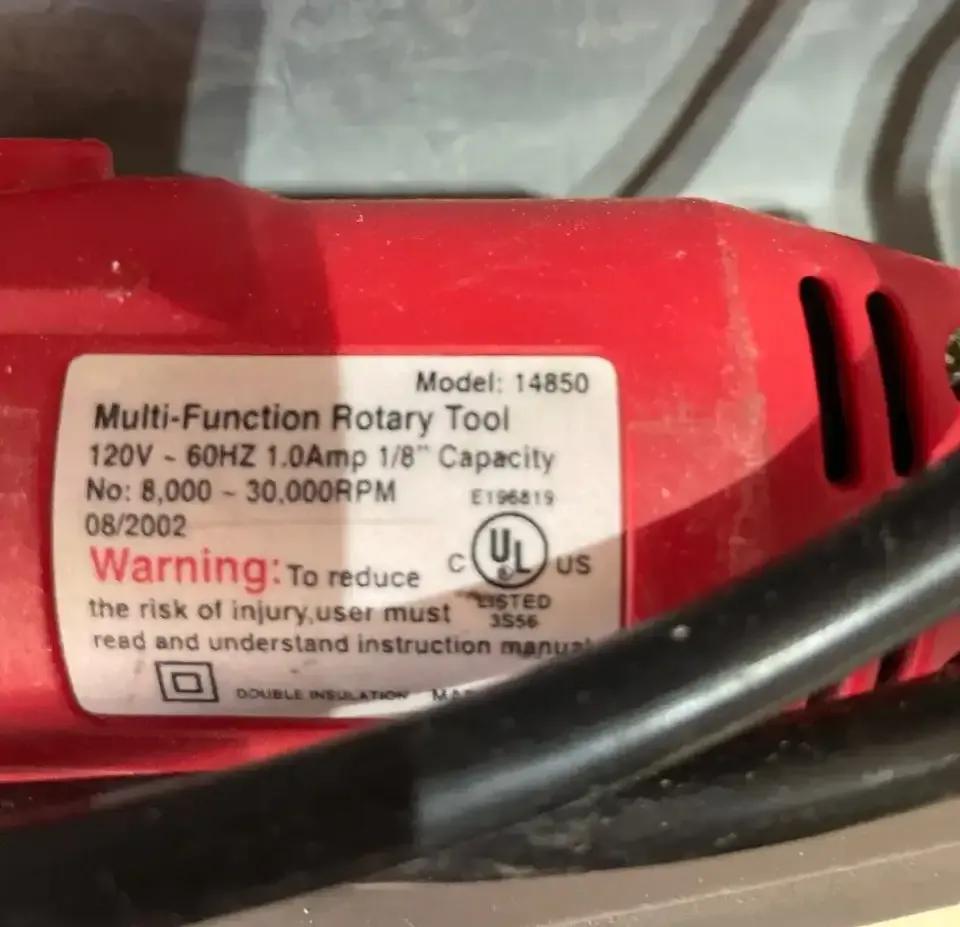 Model: 14850
Multi-Function Rotary Tool
120V ~ 60HZ 1.0Amp 1/8" Capacity
No: 8,000 ~ 30,000RPM
E196819
08/2002
C UL US
LISTED
3S56
Warning: To reduce
the risk of injury,user must
read and understand instruction manual
DOUBLE INSULATION